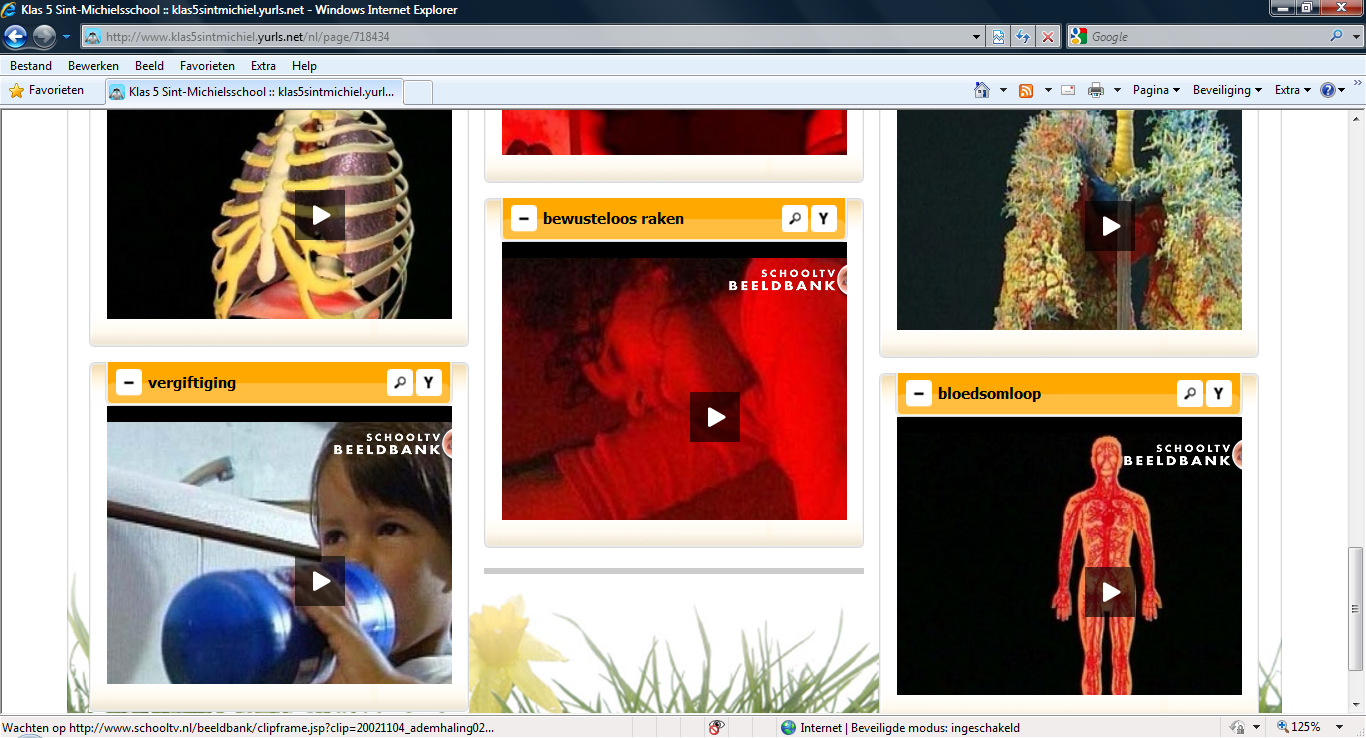 Klas 5 Sint-Michielsschool :: klas5sintmichiel.yurls.net - Windows Internet Explorer
http://www.klas5sintmichiel.yurls.net/nl/page/718434
Google
Bestand Bewerken Beeld Favorieten Extra Help
Favorieten
Klas 5 Sint-Michielsschool :: klas5sintmichiel.yurl...
Pagina
Beveiliging
Extra
bewusteloos raken
Y
SCHOOLTV
BEELDBANK
vergiftiging
Y
SCHOOLTV
BEELDBANK
bloedsomloop
Y
SCHOOLTV
BEELDBANK
Wachten op http://www.schooltv.nl/beeldbank/clipframe.jsp?clip=20021104_ademhaling02...
Internet | Beveiligde modus: ingeschakeld
125%